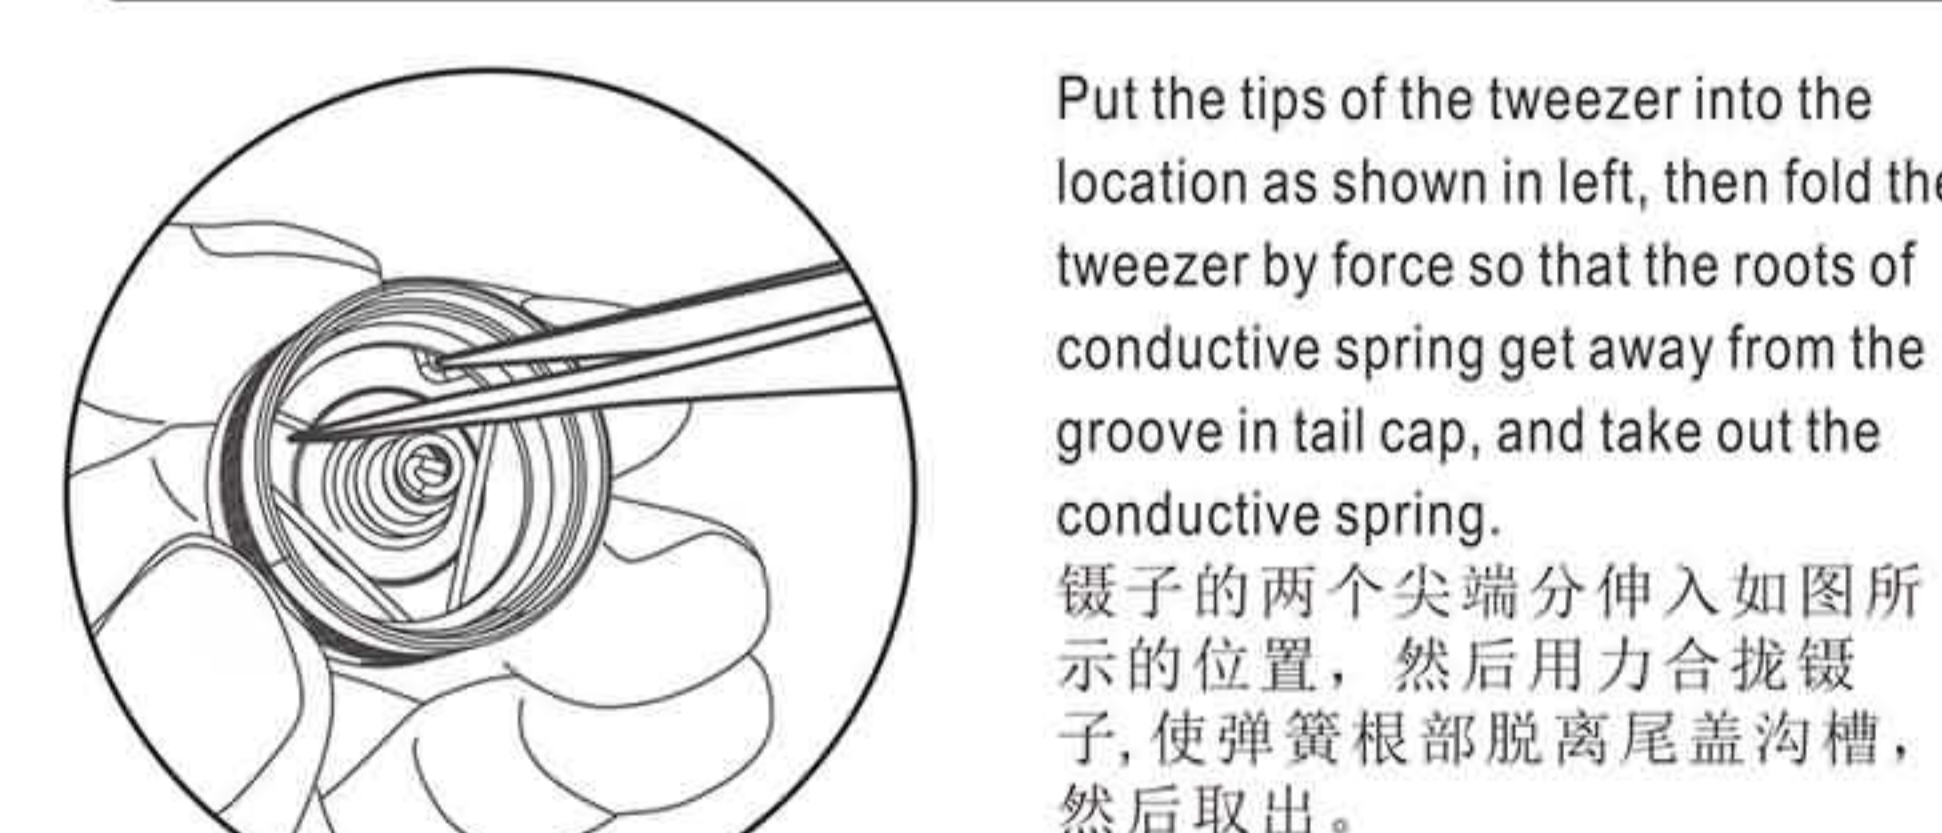 Put the tips of the tweezer into the
location as shown in left, then fold the
tweezer by force so that the roots of
conductive spring get away from the
groove in tail cap, and take out the
conductive spring.
镊子的两个尖端分伸入如图所
示的位置，然后用力合拢镊
子,使弹簧根部脱离尾盖沟槽，
然后取出。